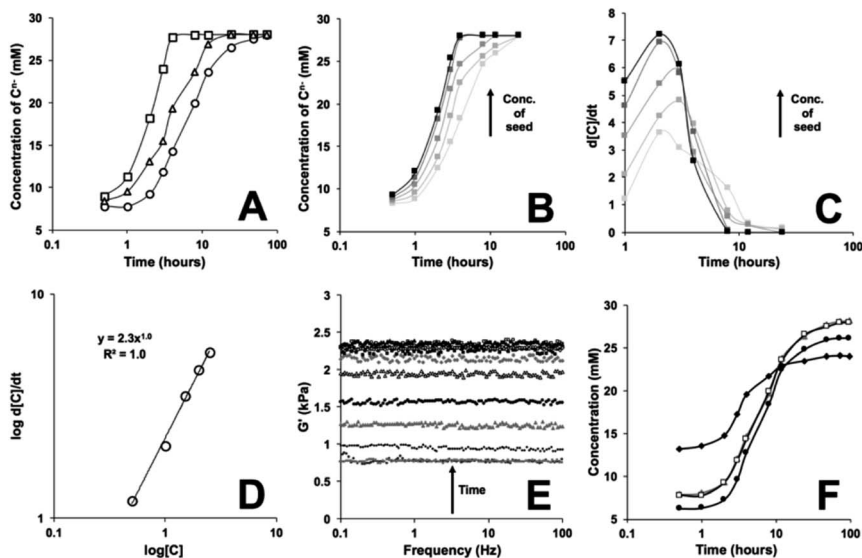 30
25
20
15
10
5
0.1
1
10
100
Concentration of Cⁿ⁻ (mM)
Time (hours)
A
30
25
20
15
10
5
0.1
1
10
100
Concentration of Cⁿ⁻ (mM)
Time (hours)
Conc.
of
seed
B
8
7
6
5
4
3
2
1
0
1
10
100
d[C]/dt
Time (hours)
Conc.
of
seed
C
10
1
0.1
1
10
log d[C]/dt
log[C]
y = 2.3x¹·⁰
R² = 1.0
D
3
2.5
2
1.5
1
0.5
0
0.1
1
10
100
G' (kPa)
Frequency (Hz)
Time
E
30
25
20
15
10
5
0.1
1
10
100
Concentration (mM)
Time (hours)
F